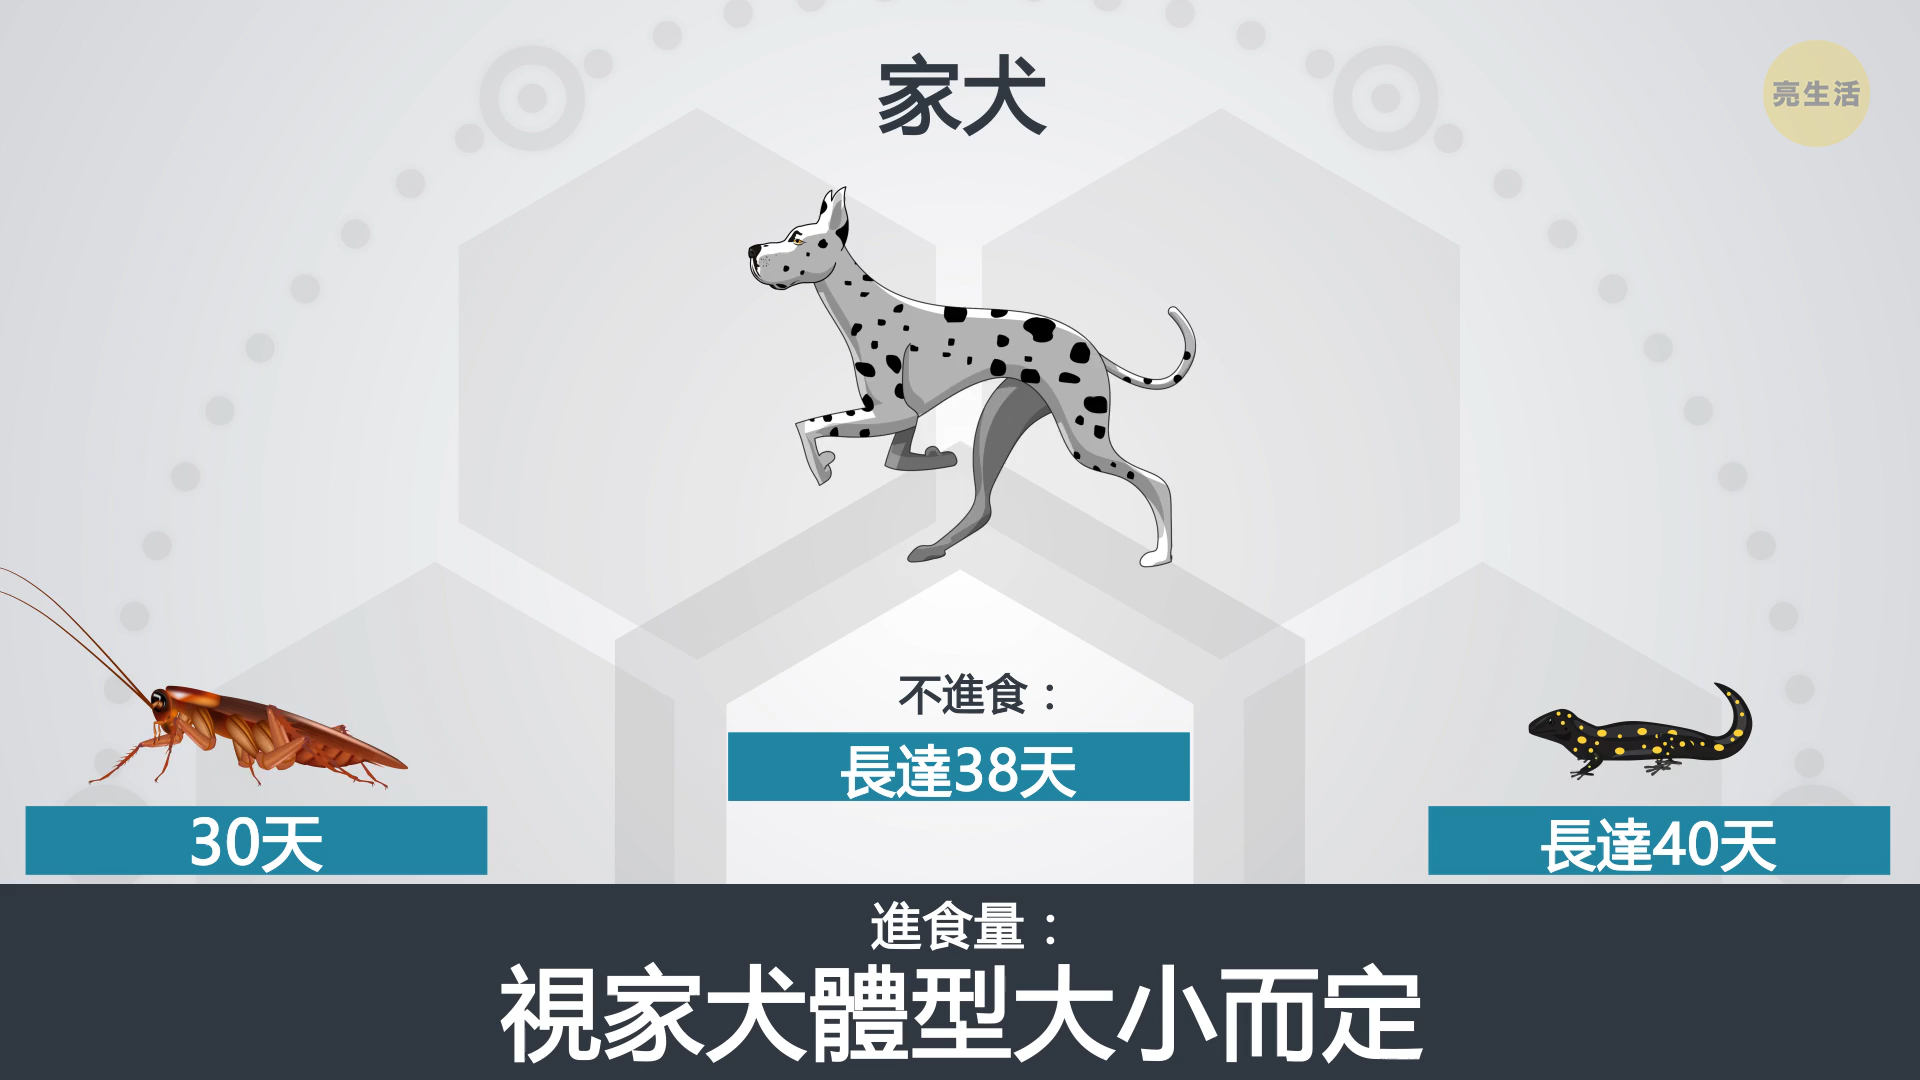 家犬
亮生活
不進食：
長達38天
30天
長達40天
進食量：
視家犬體型大小而定